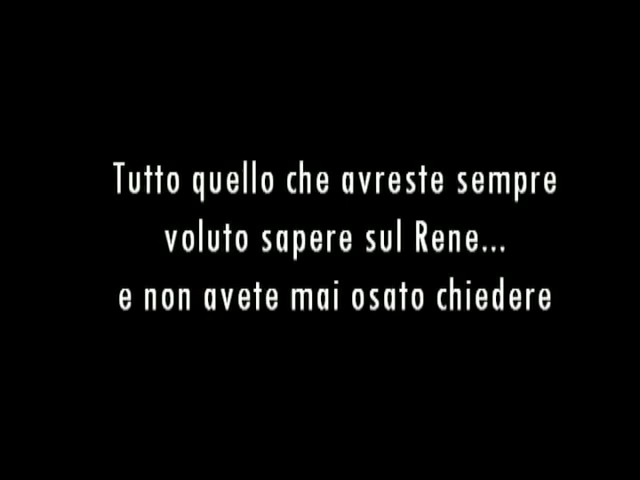 Tutto quello che avreste sempre
voluto sapere sul Rene...
e non avete mai osato chiedere